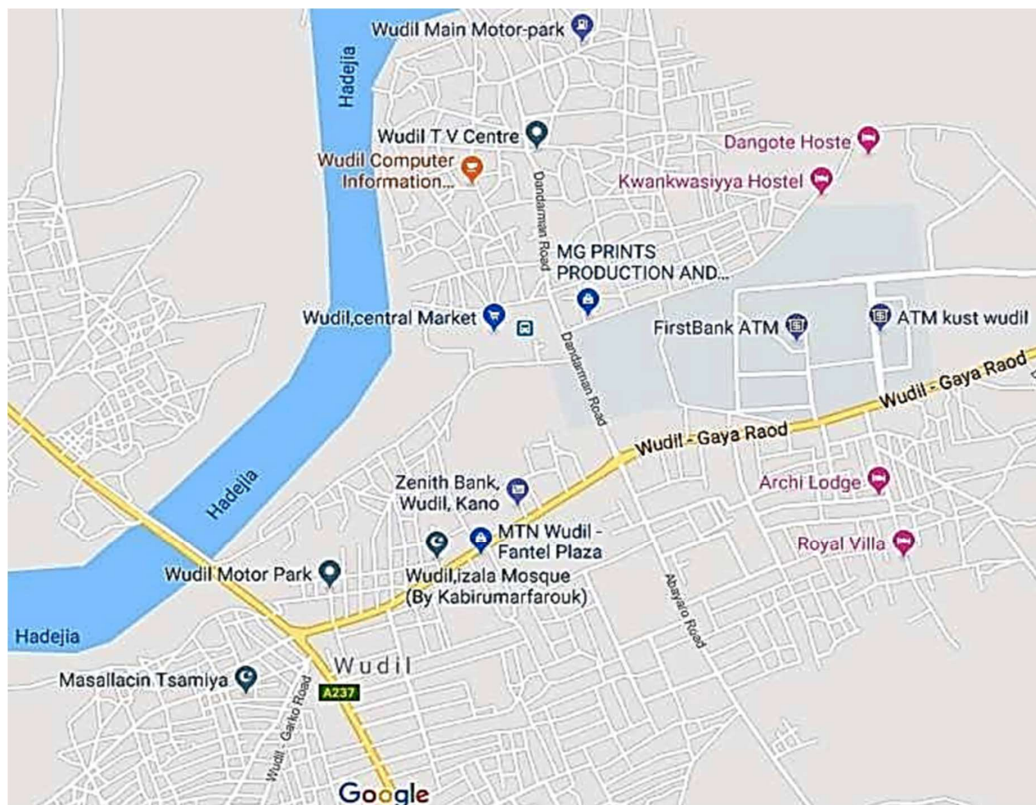 Wudil Main Motor-park
Hadejia
Wudil T V Centre
Dangote Hoste
Wudil Computer
Information...
Kwankwasiyya Hostel
Dandarman Road
MG PRINTS
PRODUCTION AND...
Wudil,central Market
FirstBank ATM
ATM kust wudil
Dandarman Road
Wudil - Gaya Raod
Wudil - Gaya Raod
Zenith Bank,
Wudil, Kano
Archi Lodge
Hadejia
MTN Wudil -
Fantel Plaza
Royal Villa
Wudil Motor Park
Wudil,izala Mosque
(By Kabirumarfarouk)
Abayaro Road
Hadejia
Wudil
Masallacin Tsamiya
A237
Wudil - Garko Road
Google